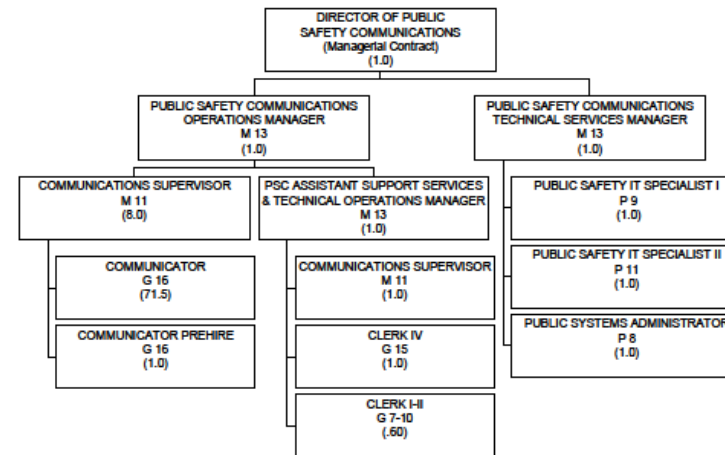 DIRECTOR OF PUBLIC
SAFETY COMMUNICATIONS
(Managerial Contract)
(1.0)
PUBLIC SAFETY COMMUNICATIONS
OPERATIONS MANAGER
M 13
(1.0)
PUBLIC SAFETY COMMUNICATIONS
TECHNICAL SERVICES MANAGER
M 13
(1.0)
COMMUNICATIONS SUPERVISOR
M 11
(8.0)
PSC ASSISTANT SUPPORT SERVICES
& TECHNICAL OPERATIONS MANAGER
M 13
(1.0)
PUBLIC SAFETY IT SPECIALIST I
P 9
(1.0)
COMMUNICATOR
G 16
(71.5)
COMMUNICATIONS SUPERVISOR
M 11
(1.0)
PUBLIC SAFETY IT SPECIALIST II
P 11
(1.0)
COMMUNICATOR PREHIRE
G 16
(1.0)
CLERK IV
G 15
(1.0)
PUBLIC SYSTEMS ADMINISTRATOR
P 8
(1.0)
CLERK I-II
G 7-10
(.60)